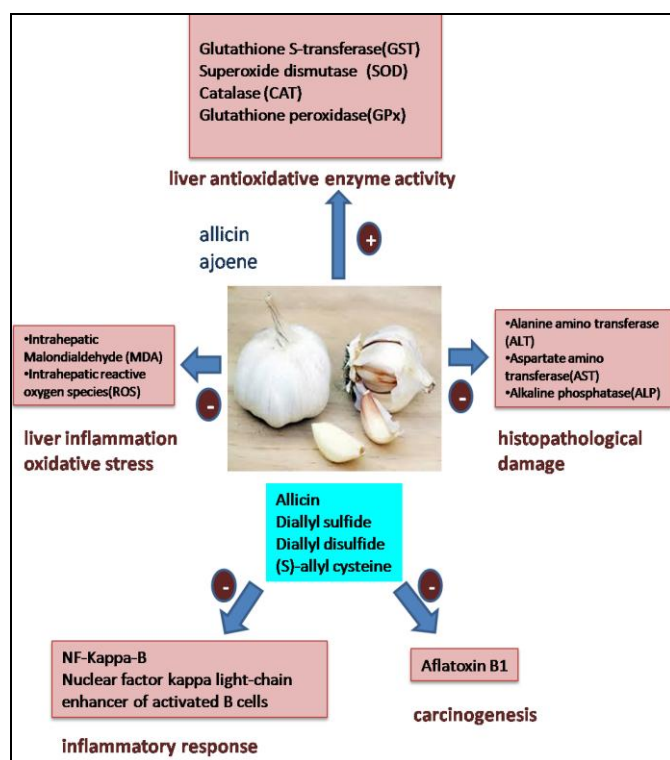 Glutathione S-transferase(GST)
Superoxide dismutase (SOD)
Catalase (CAT)
Glutathione peroxidase(GPx)
liver antioxidative enzyme activity
allicin
ajoene
+
•Intrahepatic
Malondialdehyde (MDA)
•Intrahepatic reactive
oxygen species(ROS)
-
liver inflammation
oxidative stress
•Alanine amino transferase
(ALT)
•Aspartate amino
transferase(AST)
•Alkaline phosphatase(ALP)
-
histopathological
damage
Allicin
Diallyl sulfide
Diallyl disulfide
(S)-allyl cysteine
-
-
NF-Kappa-B
Nuclear factor kappa light-chain
enhancer of activated B cells
inflammatory response
Aflatoxin B1
carcinogenesis